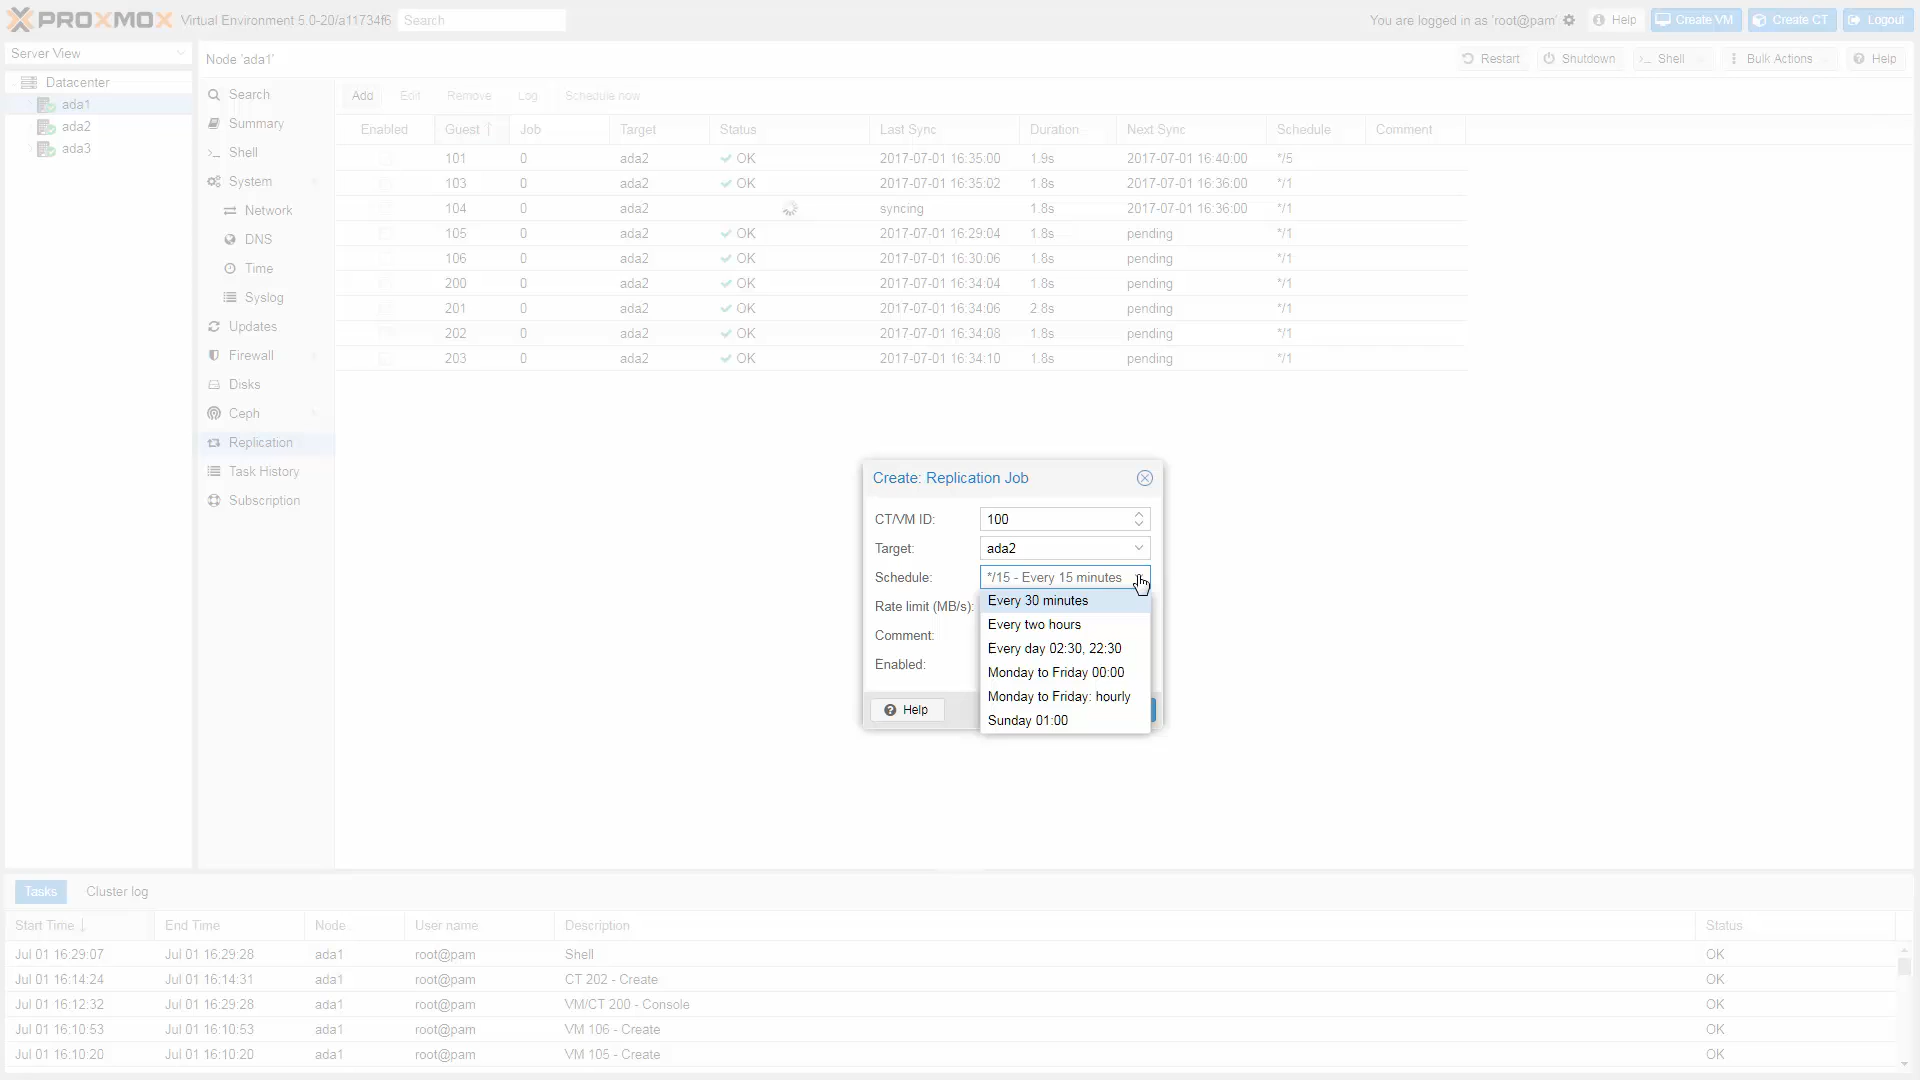 PROXMOX Virtual Environment 5.0-20/a11734f6 Search You are logged in as 'root@pam' Help Create VM Create CT Logout
Server View
Datacenter
ada1
ada2
ada3
Node 'ada1' Restart Shutdown >_ Shell Bulk Actions Help
Search
Summary
>_ Shell
System
Network
DNS
Time
Syslog
Updates
Firewall
Disks
Ceph
Replication
Task History
Subscription
Add Edit Remove Log Schedule now
Enabled Guest ↑ Job Target Status Last Sync Duration Next Sync Schedule Comment
101 0 ada2 OK 2017-07-01 16:35:00 1.9s 2017-07-01 16:40:00 */5
103 0 ada2 OK 2017-07-01 16:35:02 1.8s 2017-07-01 16:36:00 */1
104 0 ada2 syncing 1.8s 2017-07-01 16:36:00 */1
105 0 ada2 OK 2017-07-01 16:29:04 1.8s pending */1
106 0 ada2 OK 2017-07-01 16:30:06 1.8s pending */1
200 0 ada2 OK 2017-07-01 16:34:04 1.8s pending */1
201 0 ada2 OK 2017-07-01 16:34:06 2.8s pending */1
202 0 ada2 OK 2017-07-01 16:34:08 1.8s pending */1
203 0 ada2 OK 2017-07-01 16:34:10 1.8s pending */1
Create: Replication Job
CT/VM ID: 100
Target: ada2
Schedule: */15 - Every 15 minutes
Rate limit (MB/s):
Comment:
Enabled:
Every 30 minutes
Every two hours
Every day 02:30, 22:30
Monday to Friday 00:00
Monday to Friday: hourly
Sunday 01:00
Help
Tasks Cluster log
Start Time ↓ End Time Node User name Description Status
Jul 01 16:29:07 Jul 01 16:29:28 ada1 root@pam Shell OK
Jul 01 16:14:24 Jul 01 16:14:31 ada1 root@pam CT 202 - Create OK
Jul 01 16:12:32 Jul 01 16:29:28 ada1 root@pam VM/CT 200 - Console OK
Jul 01 16:10:53 Jul 01 16:10:53 ada1 root@pam VM 106 - Create OK
Jul 01 16:10:20 Jul 01 16:10:20 ada1 root@pam VM 105 - Create OK